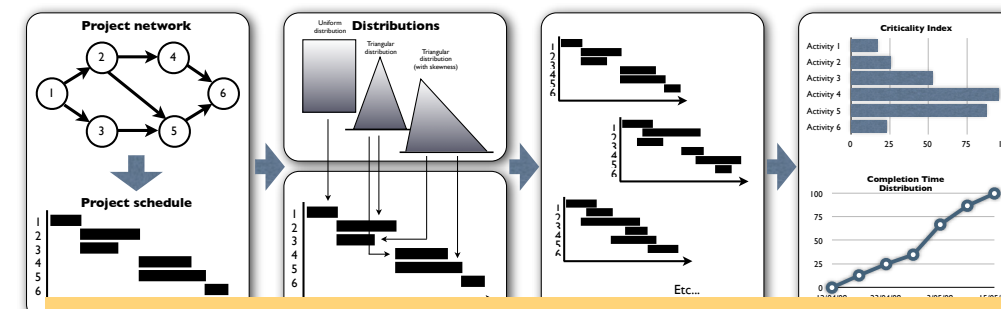 Project network
1
2
3
4
5
6
Project schedule
1
2
3
4
5
6
Distributions
Uniform
distribution
Triangular
distribution
Triangular
distribution
(with skewness)
1
2
3
4
5
6
1
2
3
4
5
6
1
2
3
4
5
6
1
2
3
4
5
6
Etc...
Criticality Index
Activity 1
Activity 2
Activity 3
Activity 4
Activity 5
Activity 6
0
25
50
75
Completion Time
Distribution
100
75
50
25
0